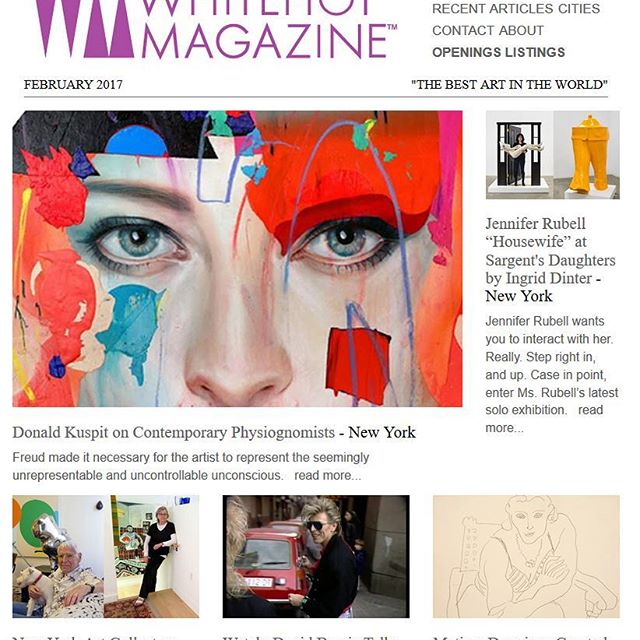 MAGAZINE™
RECENT ARTICLES CITIES
CONTACT ABOUT
OPENINGS LISTINGS
FEBRUARY 2017
"THE BEST ART IN THE WORLD"
Jennifer Rubell
“Housewife” at
Sargent's Daughters
by Ingrid Dinter -
New York
Jennifer Rubell wants
you to interact with her.
Really. Step right in,
and up. Case in point,
enter Ms. Rubell’s latest
solo exhibition. read
more...
Donald Kuspit on Contemporary Physiognomists - New York
Freud made it necessary for the artist to represent the seemingly
unrepresentable and uncontrollable unconscious. read more...